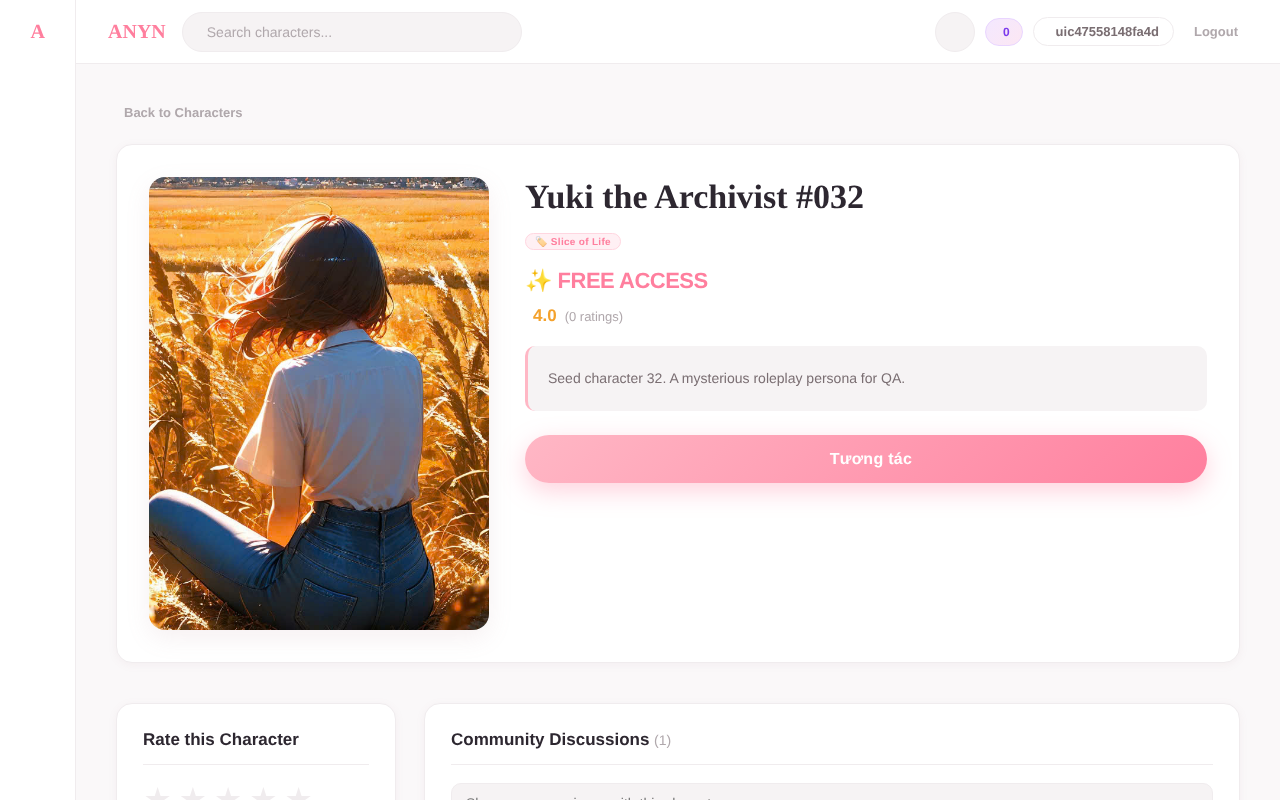 A
ANYN
Search characters...
0
uic47558148fa4d
Logout
Back to Characters
Yuki the Archivist #032
🏷️ Slice of Life
✨ FREE ACCESS
4.0 (0 ratings)
Seed character 32. A mysterious roleplay persona for QA.
Tương tác
Rate this Character
Community Discussions (1)
★ ★ ★ ★ ★